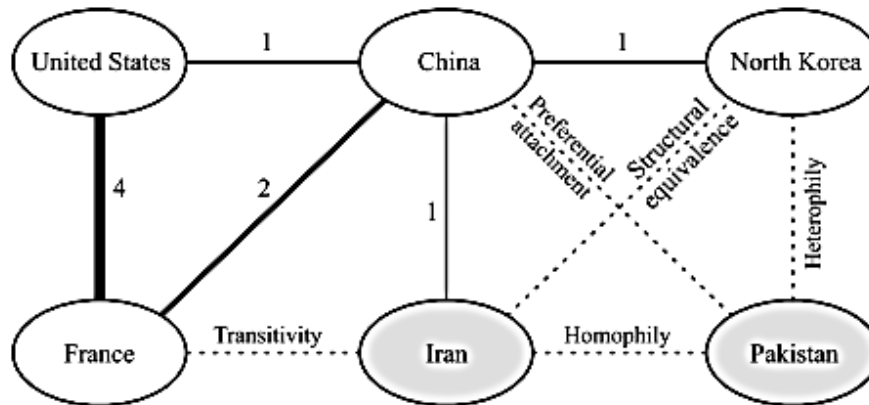 United States
1
China
1
North Korea
Preferential
attachment
Structural
equivalence
4
2
1
Heterophily
France
Transitivity
Iran
Homophily
Pakistan